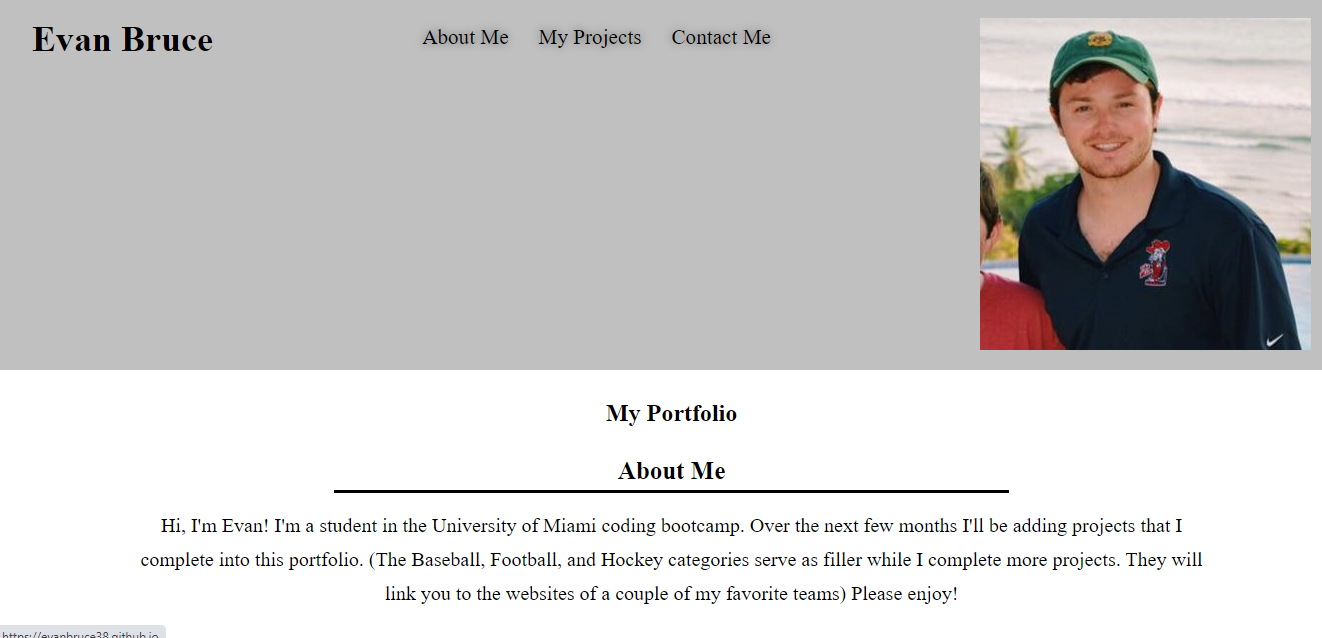 Evan Bruce
About Me My Projects Contact Me
My Portfolio
About Me
Hi, I'm Evan! I'm a student in the University of Miami coding bootcamp. Over the next few months I'll be adding projects that I
complete into this portfolio. (The Baseball, Football, and Hockey categories serve as filler while I complete more projects. They will
link you to the websites of a couple of my favorite teams) Please enjoy!
https://evanbruce38.github.io